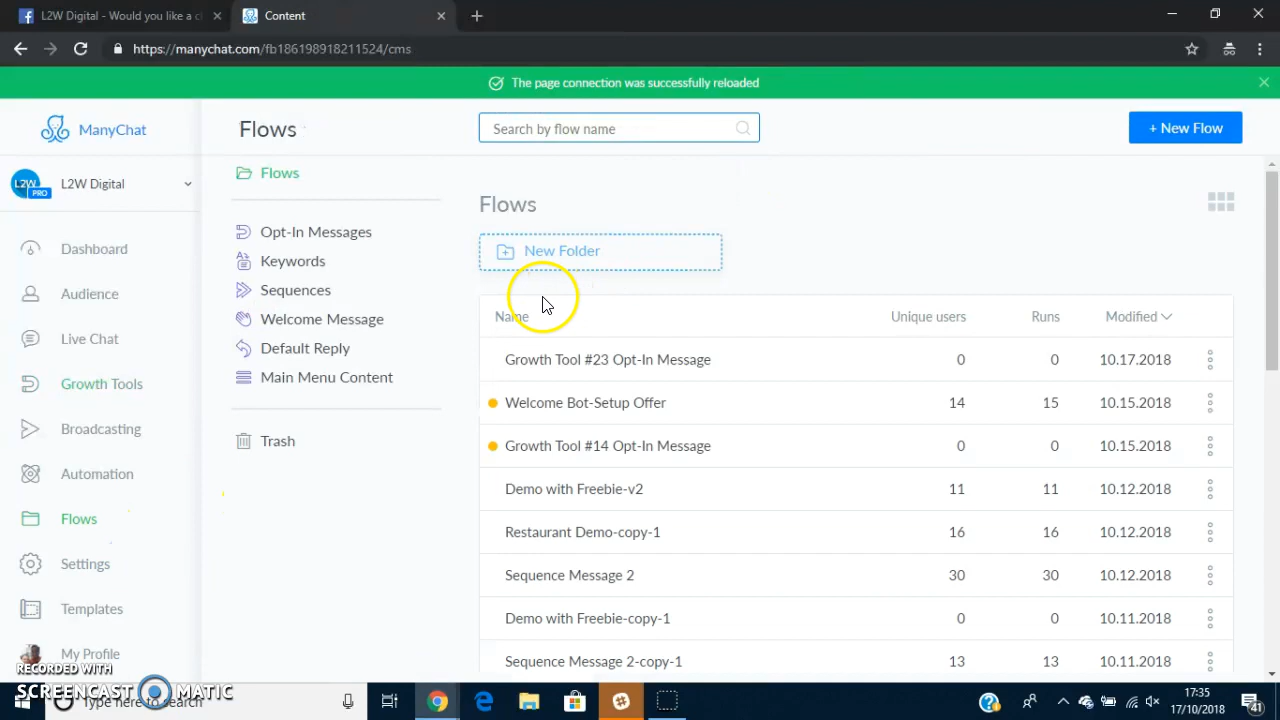 L2W Digital - Would you like a c
Content
https://manychat.com/fb186198918211524/cms
The page connection was successfully reloaded
ManyChat
Flows
Search by flow name
+ New Flow
L2W
PRO
L2W Digital
Flows
Flows
New Folder
Dashboard
Audience
Live Chat
Growth Tools
Broadcasting
Automation
Flows
Settings
Templates
My Profile
Opt-In Messages
Keywords
Sequences
Welcome Message
Default Reply
Main Menu Content
Trash
Name Unique users Runs Modified
Growth Tool #23 Opt-In Message 0 0 10.17.2018
Welcome Bot-Setup Offer 14 15 10.15.2018
Growth Tool #14 Opt-In Message 0 0 10.15.2018
Demo with Freebie-v2 11 11 10.12.2018
Restaurant Demo-copy-1 16 16 10.12.2018
Sequence Message 2 30 30 10.12.2018
Demo with Freebie-copy-1 0 0 10.11.2018
Sequence Message 2-copy-1 13 13 10.11.2018
RECORDED WITH
SCREENCAST MATIC
Type here to search
17:35
17/10/2018
41